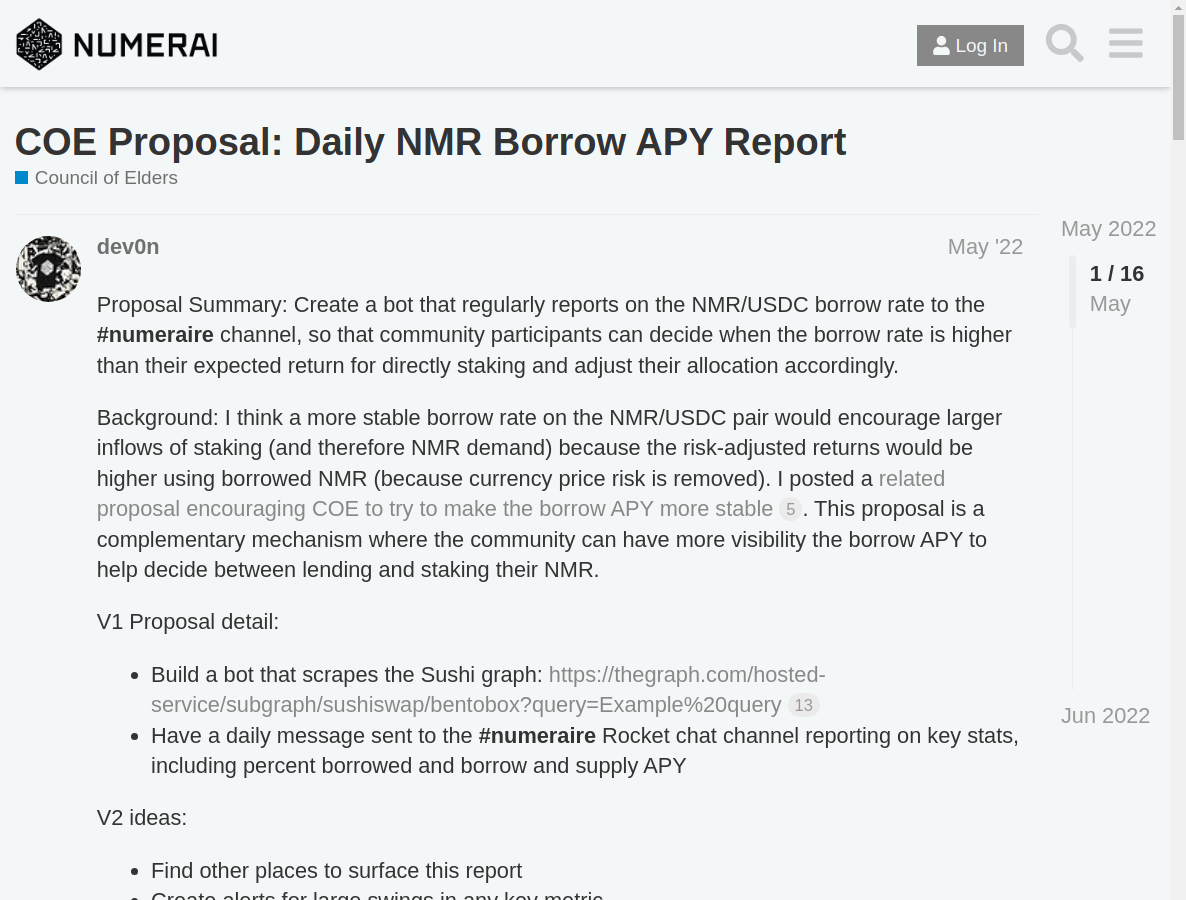 NUMERAI
Log In
COE Proposal: Daily NMR Borrow APY Report
Council of Elders
May 2022
1 / 16
May
Jun 2022
dev0n
May '22
Proposal Summary: Create a bot that regularly reports on the NMR/USDC borrow rate to the
#numeraire channel, so that community participants can decide when the borrow rate is higher
than their expected return for directly staking and adjust their allocation accordingly.
Background: I think a more stable borrow rate on the NMR/USDC pair would encourage larger
inflows of staking (and therefore NMR demand) because the risk-adjusted returns would be
higher using borrowed NMR (because currency price risk is removed). I posted a related
proposal encouraging COE to try to make the borrow APY more stable 5. This proposal is a
complementary mechanism where the community can have more visibility the borrow APY to
help decide between lending and staking their NMR.
V1 Proposal detail:
Build a bot that scrapes the Sushi graph: https://thegraph.com/hosted-
service/subgraph/sushiswap/bentobox?query=Example%20query 13
Have a daily message sent to the #numeraire Rocket chat channel reporting on key stats,
including percent borrowed and borrow and supply APY
V2 ideas:
Find other places to surface this report
Create alerts for large swings in any key metric